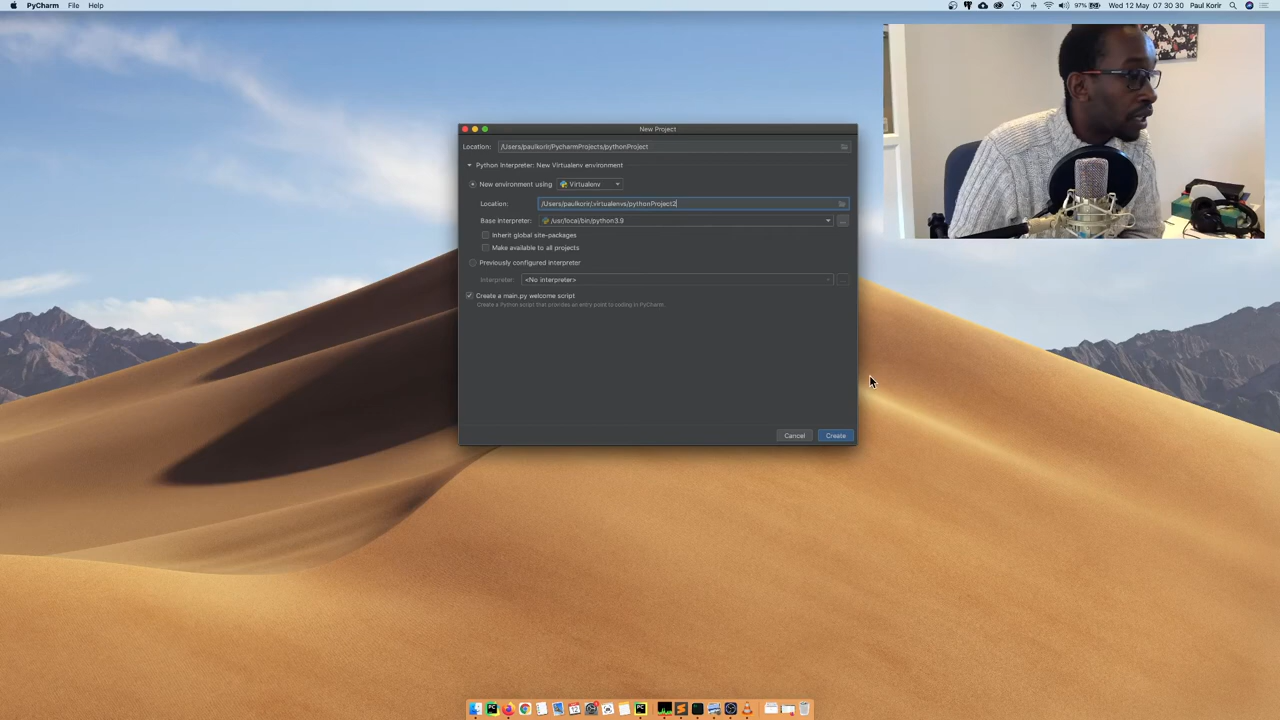 PyCharm File Help 97% Wed 12 May 07 30 30 Paul Korir
New Project
Location: /Users/paulkorir/PycharmProjects/pythonProject
Python Interpreter: New Virtualenv environment
New environment using Virtualenv
Location: /Users/paulkorir/.virtualenvs/pythonProject2
Base interpreter: /usr/local/bin/python3.9 ...
Inherit global site-packages
Make available to all projects
Previously configured interpreter
Interpreter: <No interpreter> ...
Create a main.py welcome script
Create a Python script that provides an entry point to coding in PyCharm.
Cancel Create